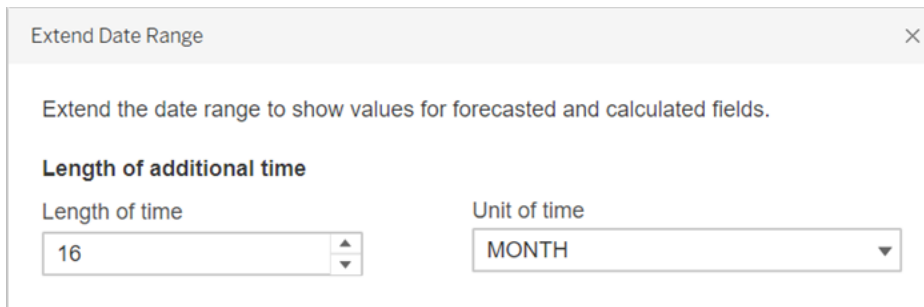 Extend Date Range
Extend the date range to show values for forecasted and calculated fields.
Length of additional time
Length of time
Unit of time
16
MONTH